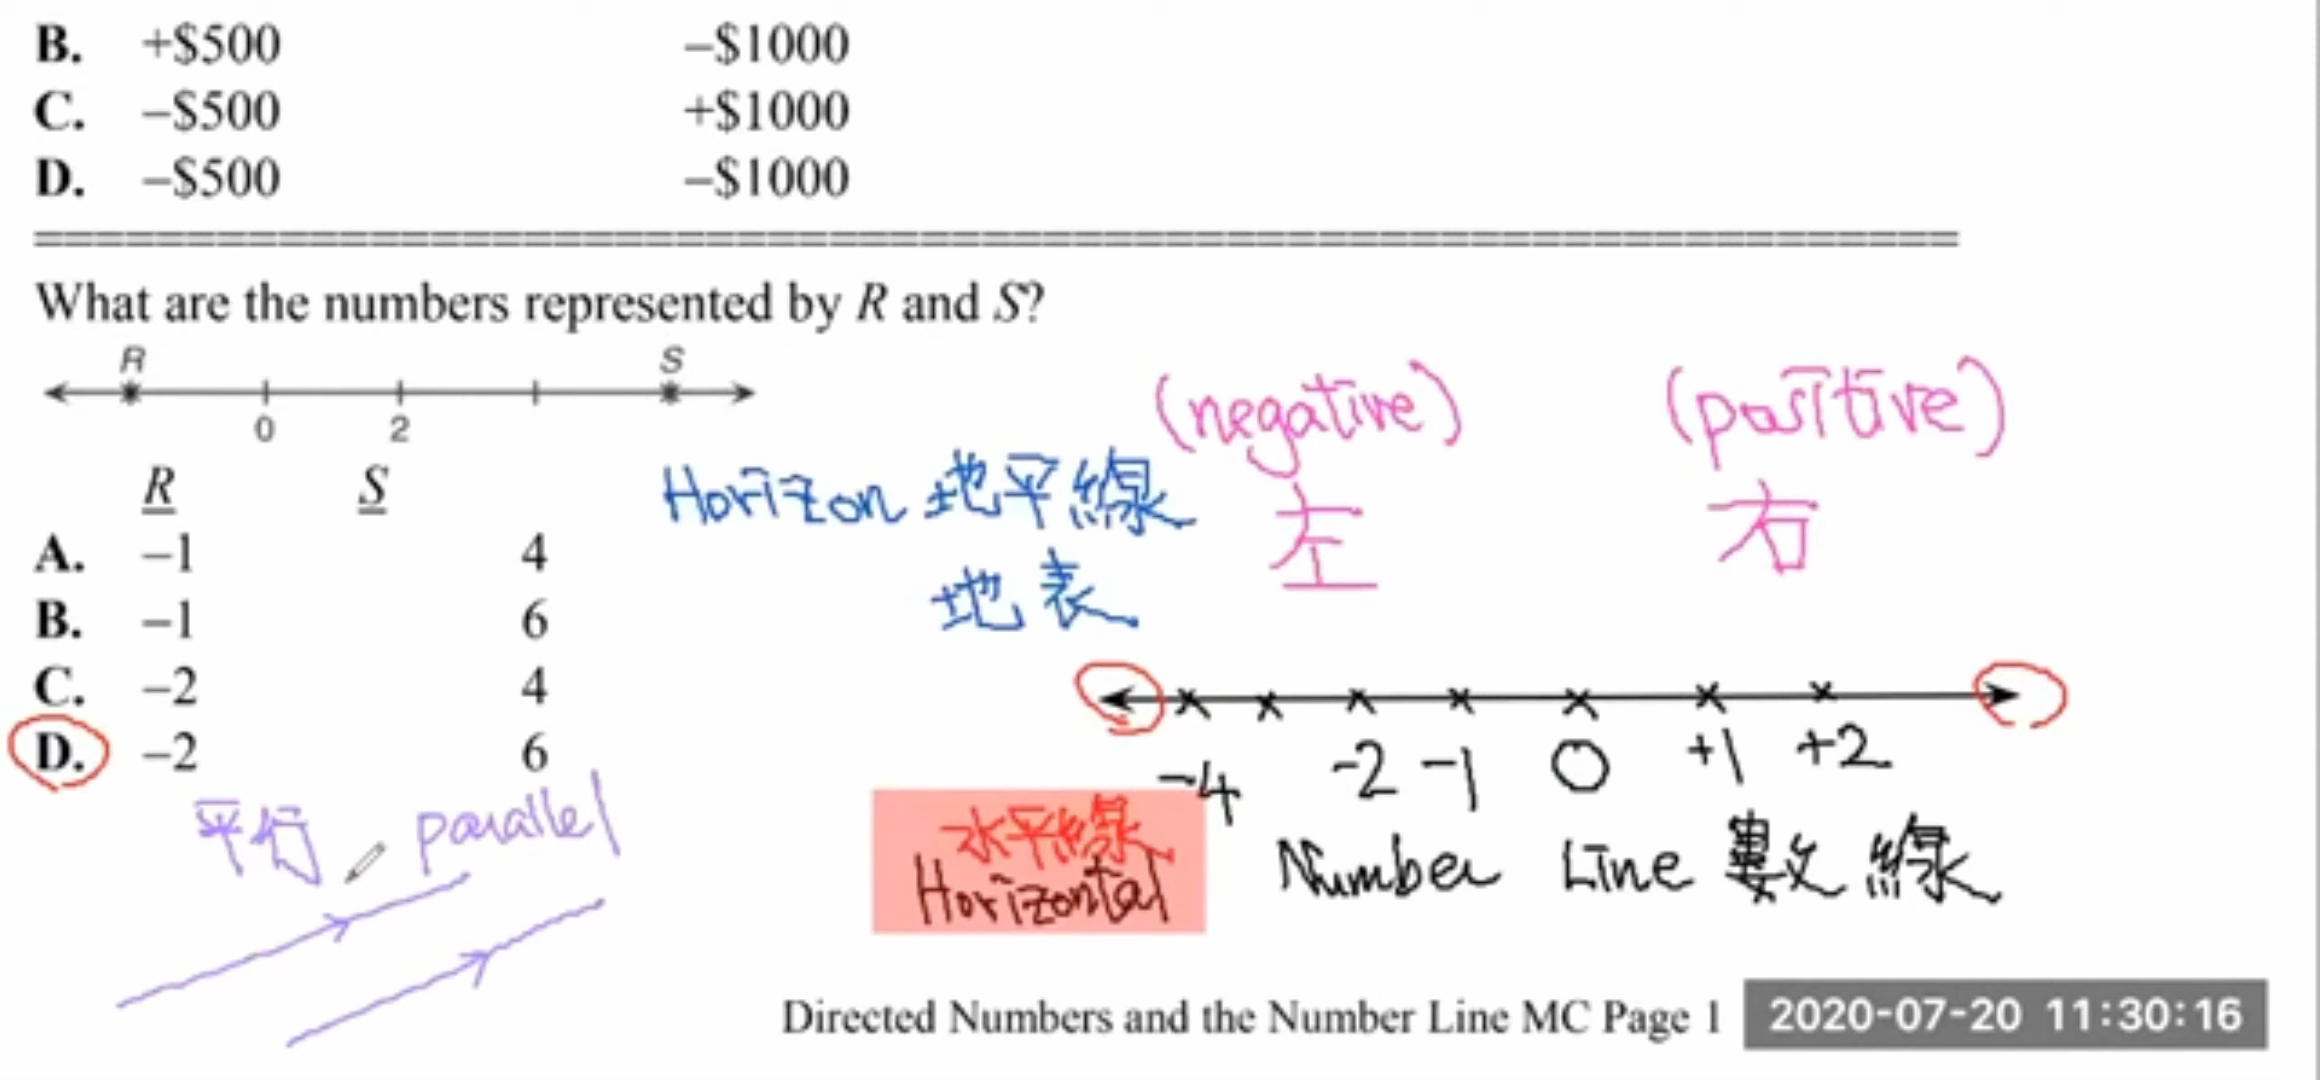 B. +$500 –$1000
C. –$500 +$1000
D. –$500 –$1000
What are the numbers represented by R and S?
R S
0 2
R S
A. –1 4
B. –1 6
C. –2 4
D. –2 6
(negative) (positive)
Horizon 地平線
左 右
地表
-4 -2 -1 0 +1 +2
平行 parallel
水平線
Horizontal
Number Line 數線
Directed Numbers and the Number Line MC Page 1
2020-07-20 11:30:16